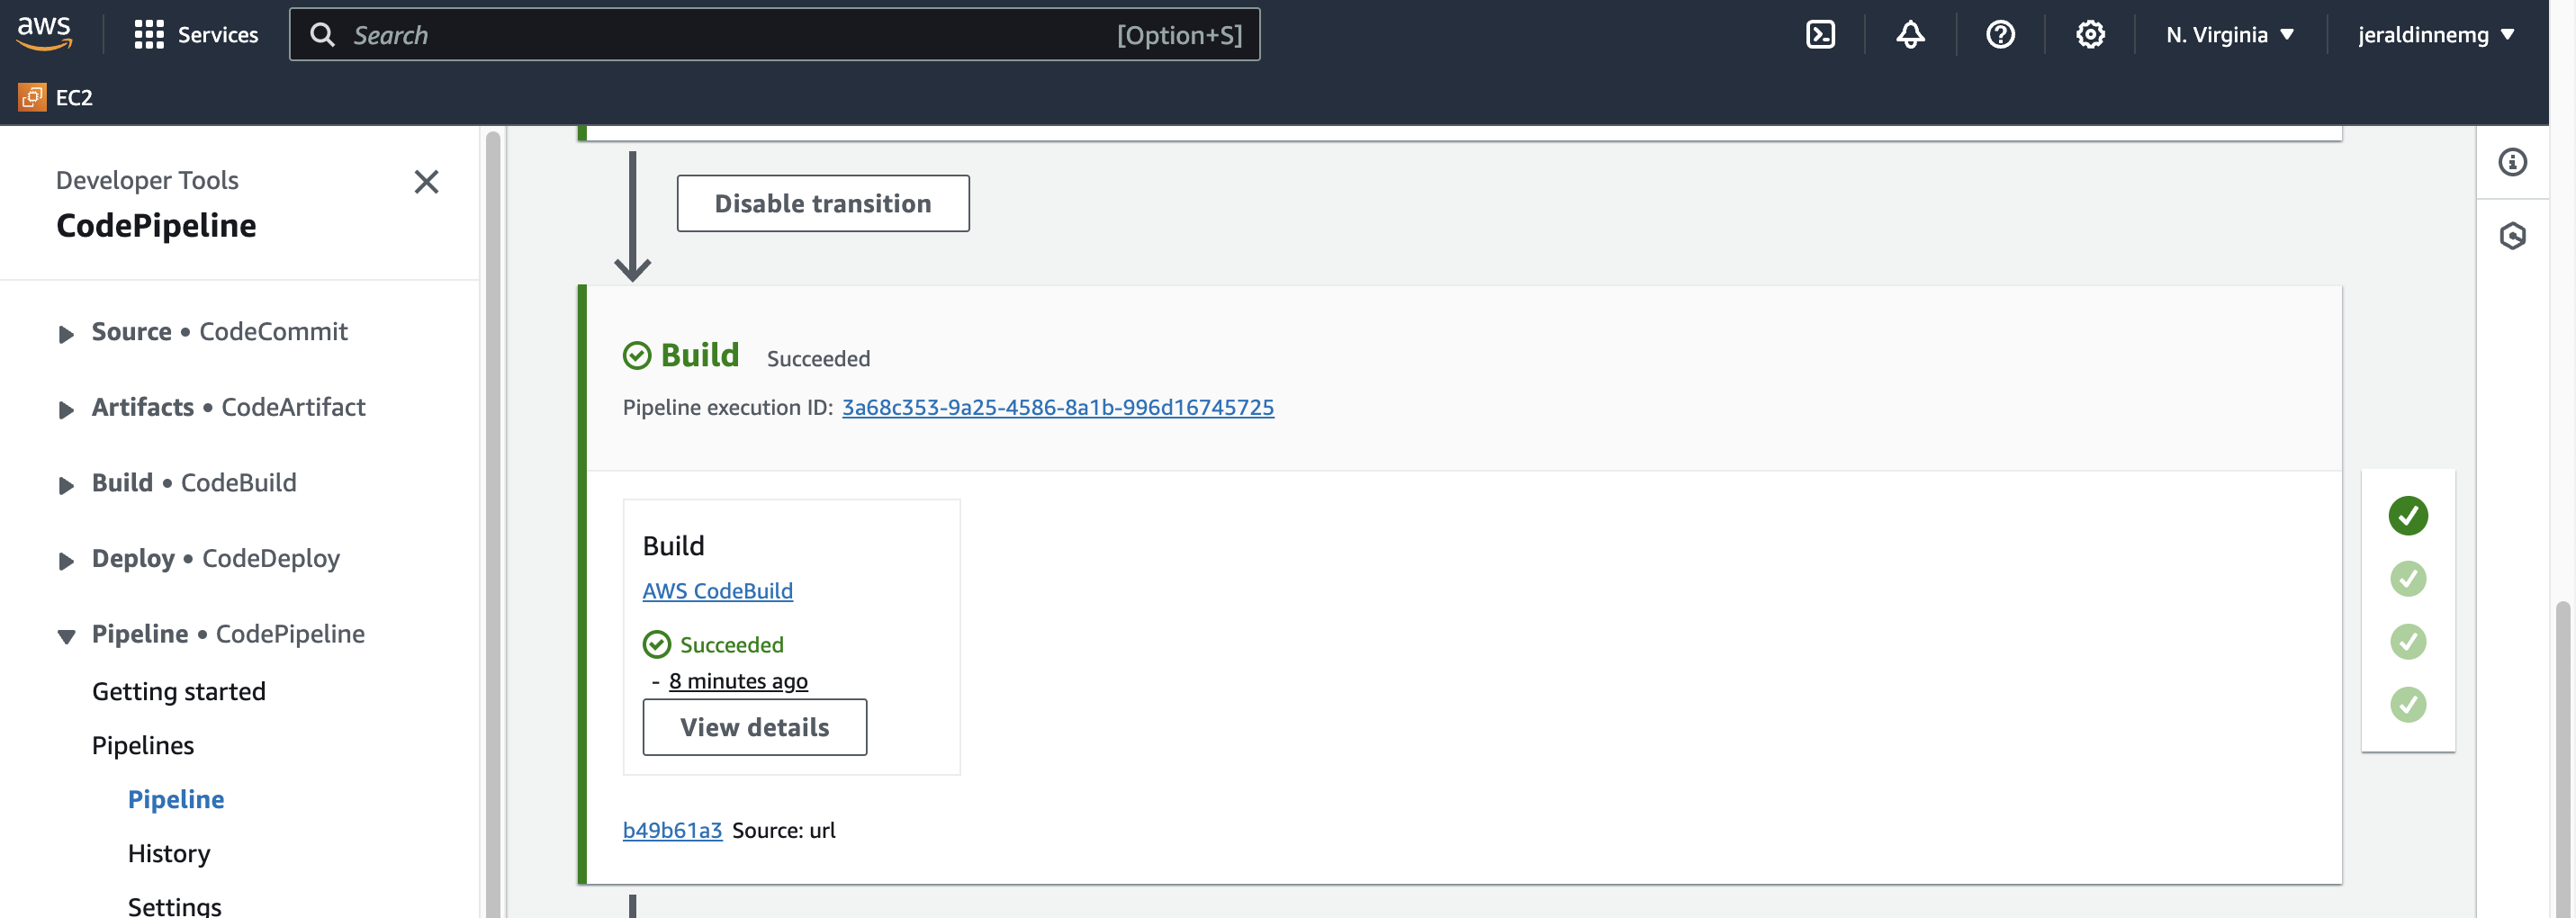 aws
Services
Search
[Option+S]
N. Virginia
jeraldinnemg
EC2
Developer Tools
CodePipeline
Source • CodeCommit
Artifacts • CodeArtifact
Build • CodeBuild
Deploy • CodeDeploy
Pipeline • CodePipeline
Getting started
Pipelines
Pipeline
History
Settings
Disable transition
Build Succeeded
Pipeline execution ID: 3a68c353-9a25-4586-8a1b-996d16745725
Build
AWS CodeBuild
Succeeded
- 8 minutes ago
View details
b49b61a3 Source: url